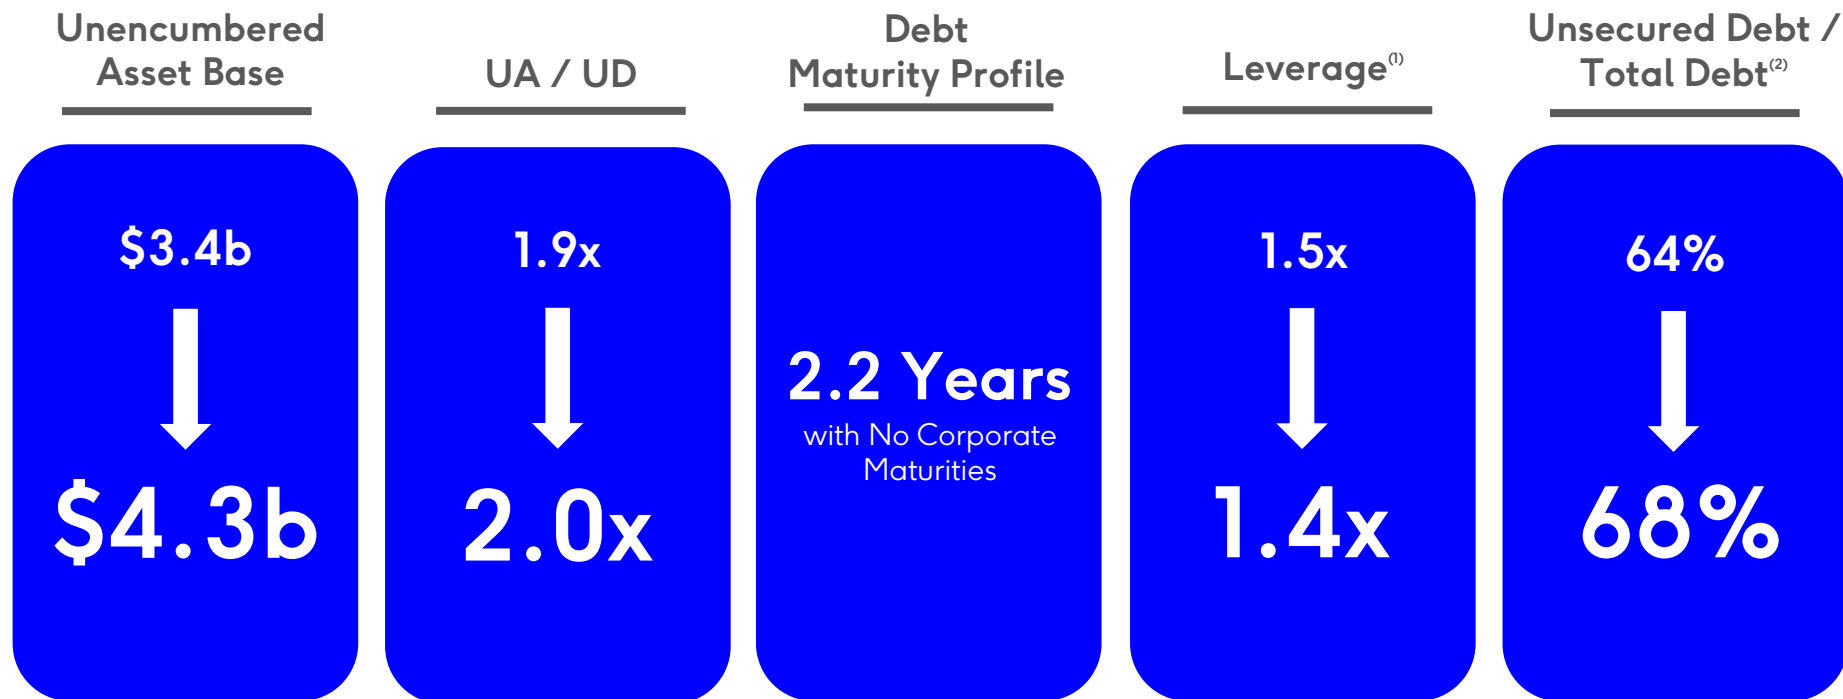 Unencumbered
Asset Base
$3.4b
$4.3b
UA / UD
1.9x
2.0x
Debt
Maturity Profile
2.2 Years
with No Corporate
Maturities
Leverage(1)
1.5x
1.4x
Unsecured Debt /
Total Debt(2)
64%
68%